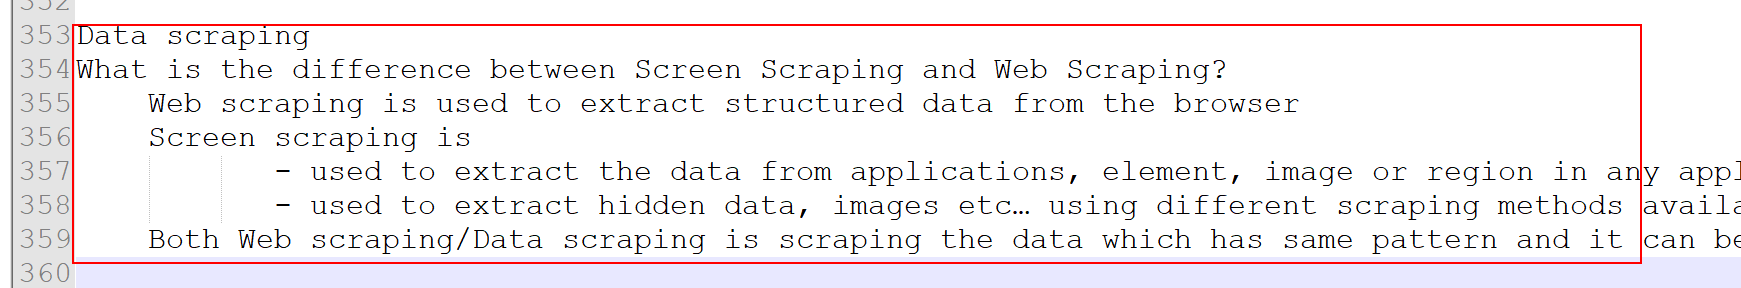 352
353 Data scraping
354 What is the difference between Screen Scraping and Web Scraping?
355 Web scraping is used to extract structured data from the browser
356 Screen scraping is
357 - used to extract the data from applications, element, image or region in any
358 - used to extract hidden data, images etc… using different scraping methods
359 Both Web scraping/Data scraping is scraping the data which has same pattern and it can
360